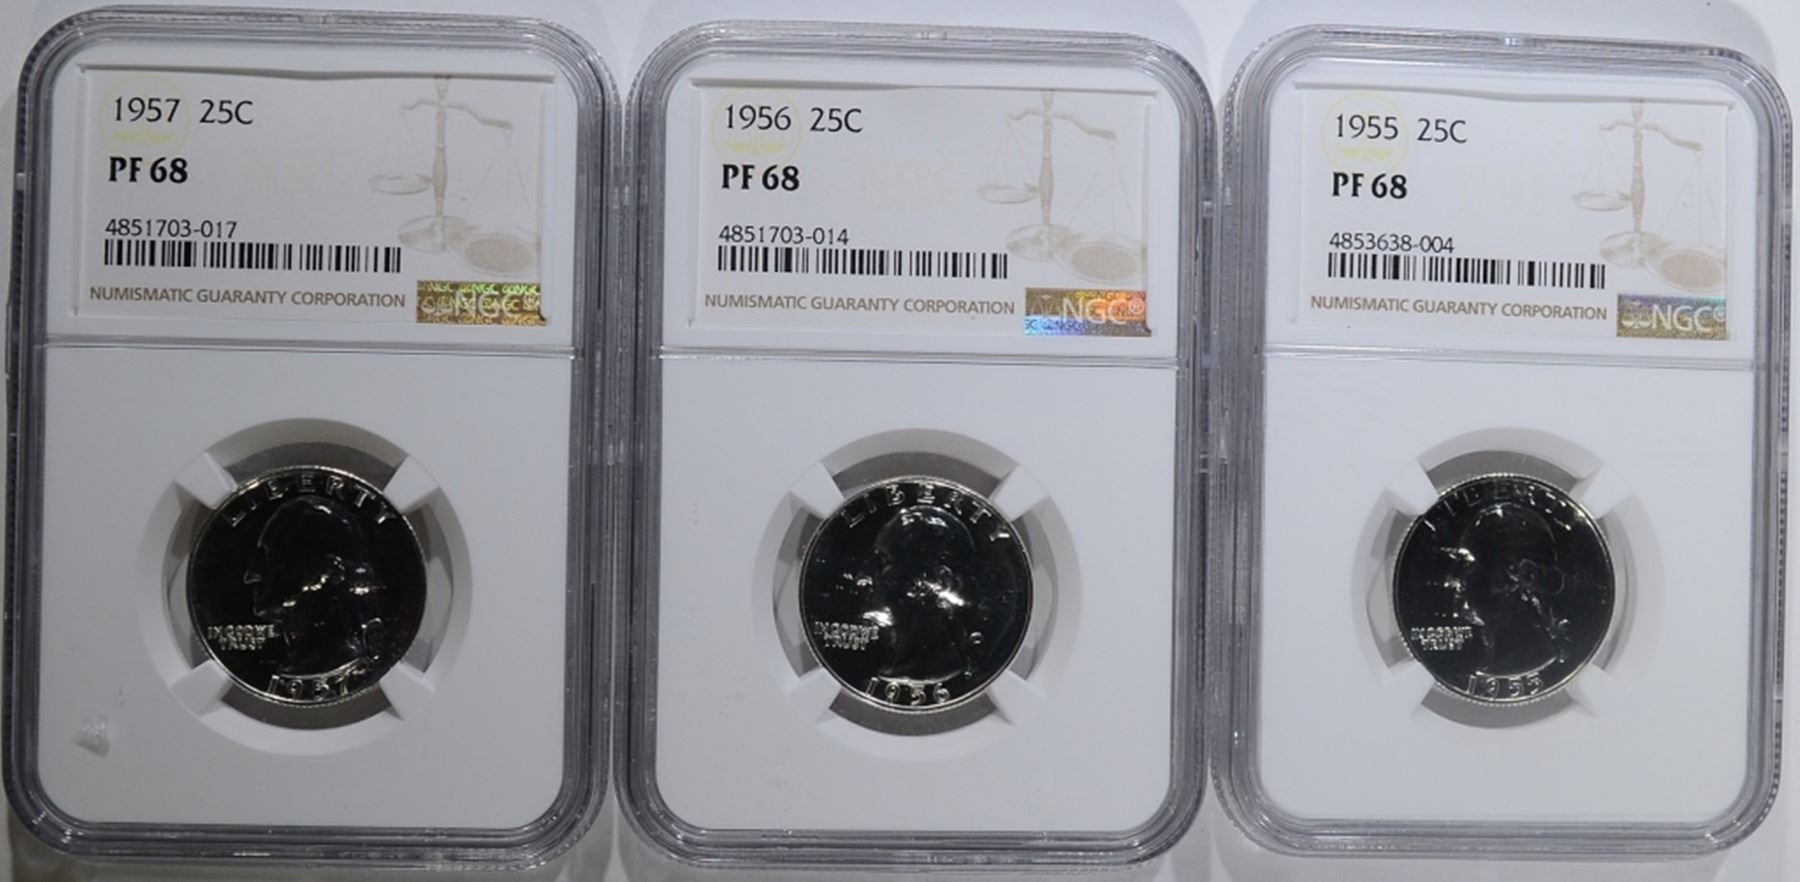 1957 25C
PF 68
4851703-017
NUMISMATIC GUARANTY CORPORATION
NGC
LIBERTY
IN GOD WE
TRUST
1957
1956 25C
PF 68
4851703-014
NUMISMATIC GUARANTY CORPORATION
NGC®
LIBERTY
IN GOD WE
TRUST
1956
1955 25C
PF 68
4853638-004
NUMISMATIC GUARANTY CORPORATION
NGC®
LIBERTY
IN GOD WE
TRUST
1955